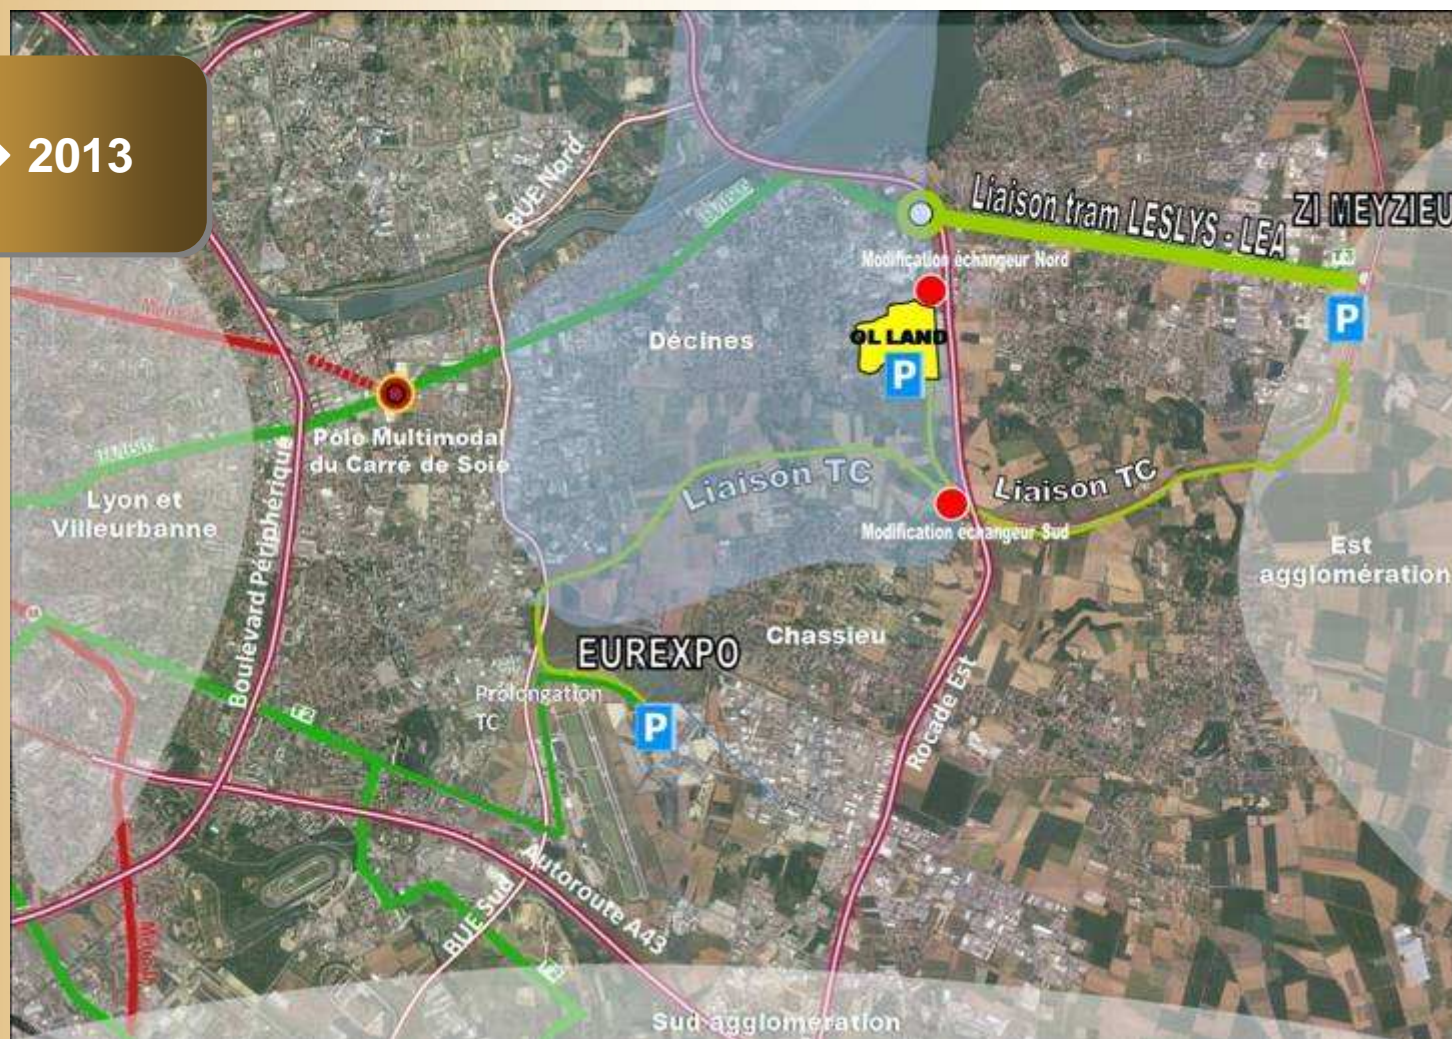 2013
BUE Nord
Liaison tram LESLYS - LEA
ZI MEYZIEU
Modification échangeur Nord
Décines
OL LAND
P
P
Pôle Multimodal
du Carré de Soie
Lyon et
Villeurbanne
Boulevard Périphérique
Liaison TC
Liaison TC
Modification échangeur Sud
Est
agglomération
Chassieu
EUREXPO
Prolongation
TC
P
Rocade Est
Autoroute A43
BUE Sud
Sud agglomération